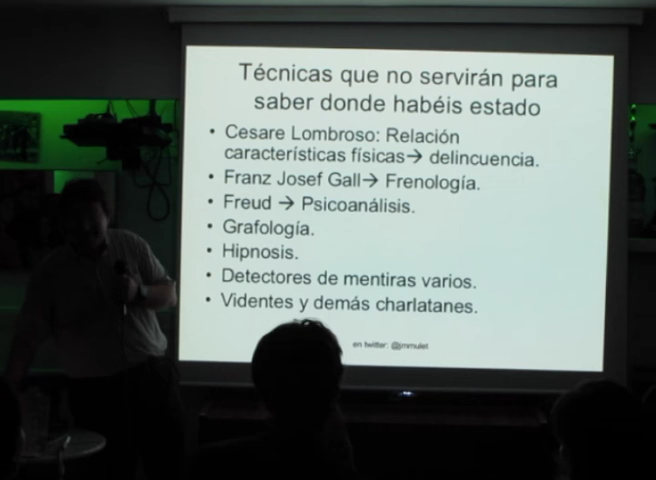 Técnicas que no servirán para
saber donde habéis estado
• Cesare Lombroso: Relación
características físicas→ delincuencia.
• Franz Josef Gall→ Frenología.
• Freud → Psicoanálisis.
• Grafología.
• Hipnosis.
• Detectores de mentiras varios.
• Videntes y demás charlatanes.
en twitter: @jmmulet